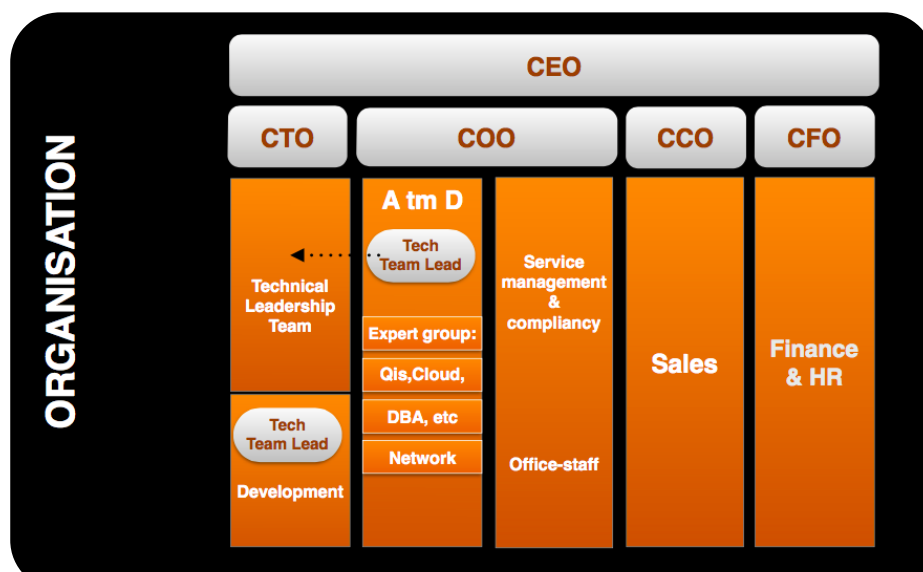 ORGANISATION
CEO
CTO
COO
CCO
CFO
Technical
Leadership
Team
Tech
Team Lead
Development
A tm D
Tech
Team Lead
Expert group:
Qis,Cloud,
DBA, etc
Network
Service
management
&
compliancy
Office-staff
Sales
Finance
& HR